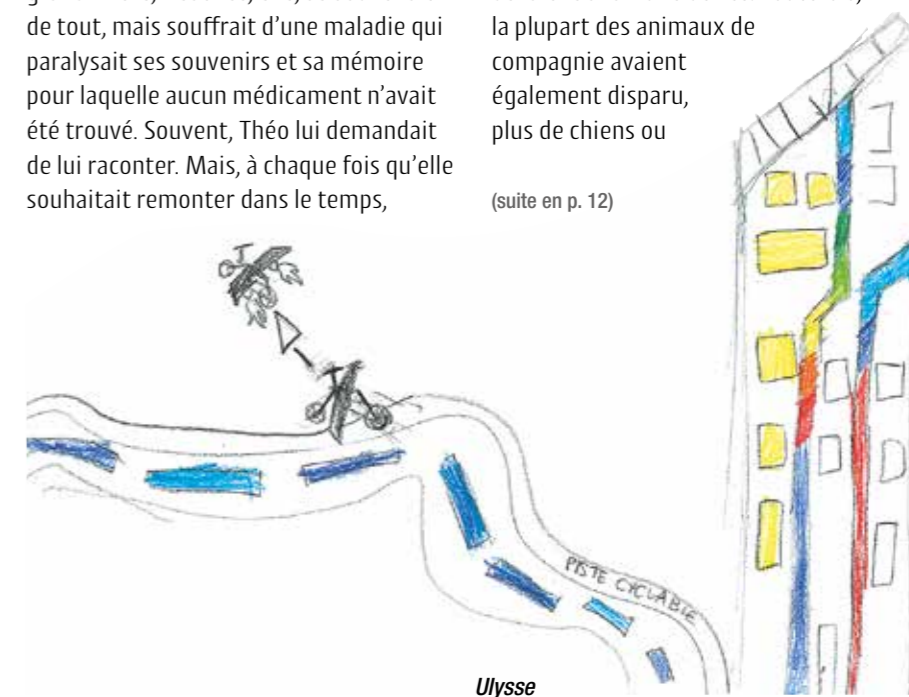 de tout, mais souffrait d’une maladie qui
paralysait ses souvenirs et sa mémoire
pour laquelle aucun médicament n’avait
été trouvé. Souvent, Théo lui demandait
de lui raconter. Mais, à chaque fois qu’elle
souhaitait remonter dans le temps,
la plupart des animaux de
compagnie avaient
également disparu,
plus de chiens ou
(suite en p. 12)
PISTE CYCLABLE
Ulysse